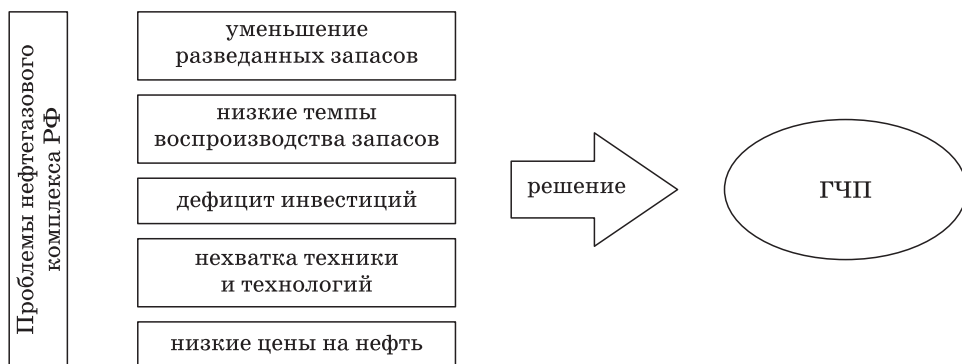 Проблемы нефтегазового
комплекса РФ
уменьшение
разведанных запасов
низкие темпы
воспроизводства запасов
дефицит инвестиций
нехватка техники
и технологий
низкие цены на нефть
решение
ГЧП